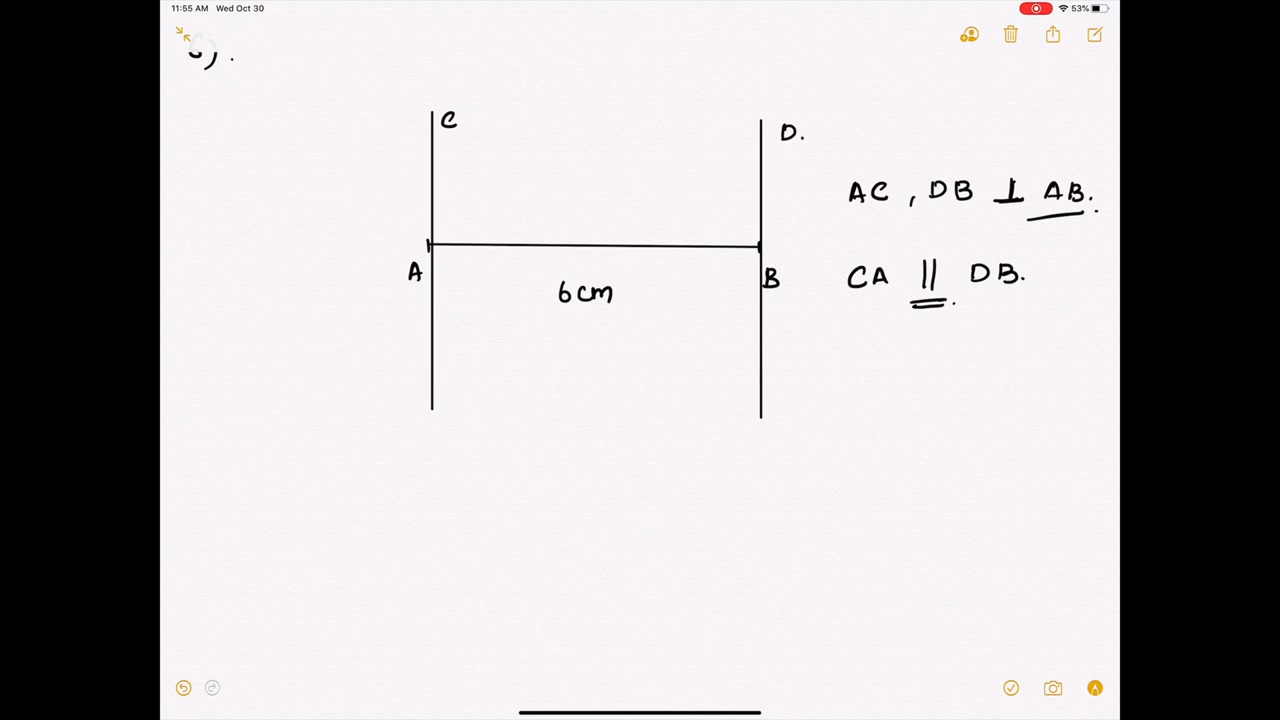 11:55 AM Wed Oct 30
53%
C
D.
AC , DB ⊥ AB.
A
B
CA || DB.
6cm